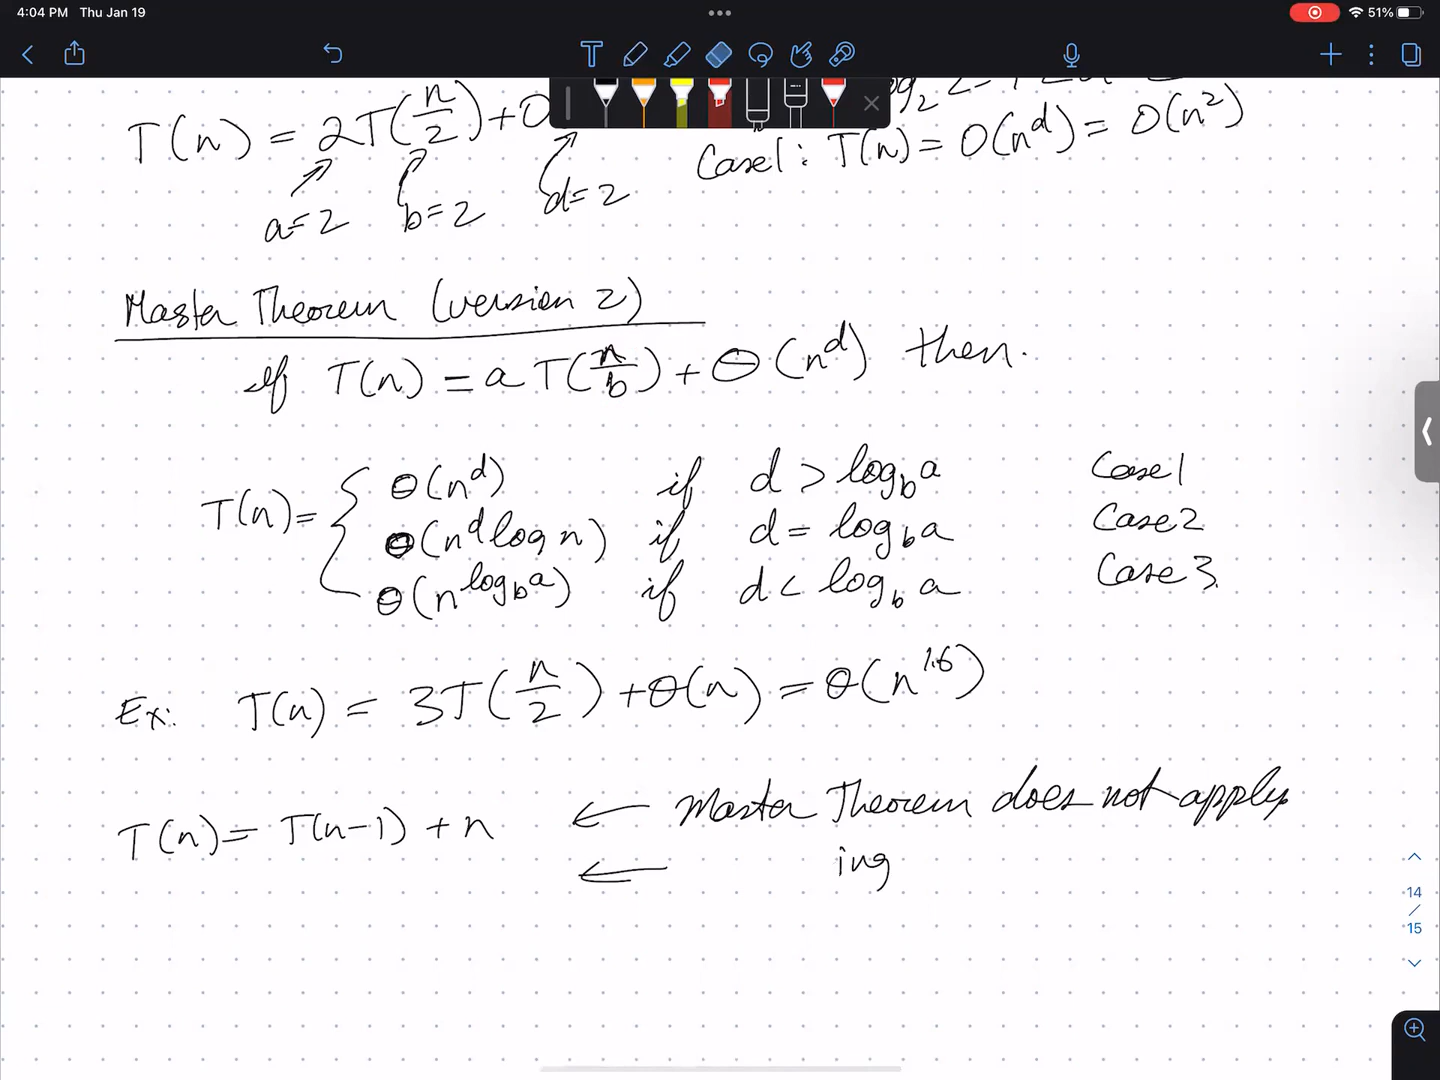 4:04 PM Thu Jan 19
51%
T(n) = 2T(n/2) + O
Case1: T(n) = O(n^d) = O(n^2)
a=2 b=2 d=2
Master Theorem (version 2)
If T(n) = a T(n/b) + Θ(n^d) then.
T(n) = { Θ(n^d) if d > log_b a Case1
Θ(n^d log n) if d = log_b a Case2
Θ(n^{log_b a}) if d < log_b a Case3.
Ex: T(n) = 3T(n/2) + Θ(n) = Θ(n^1.6)
T(n) = T(n-1) + n ← Master Theorem does not apply
← ing
14
/
15